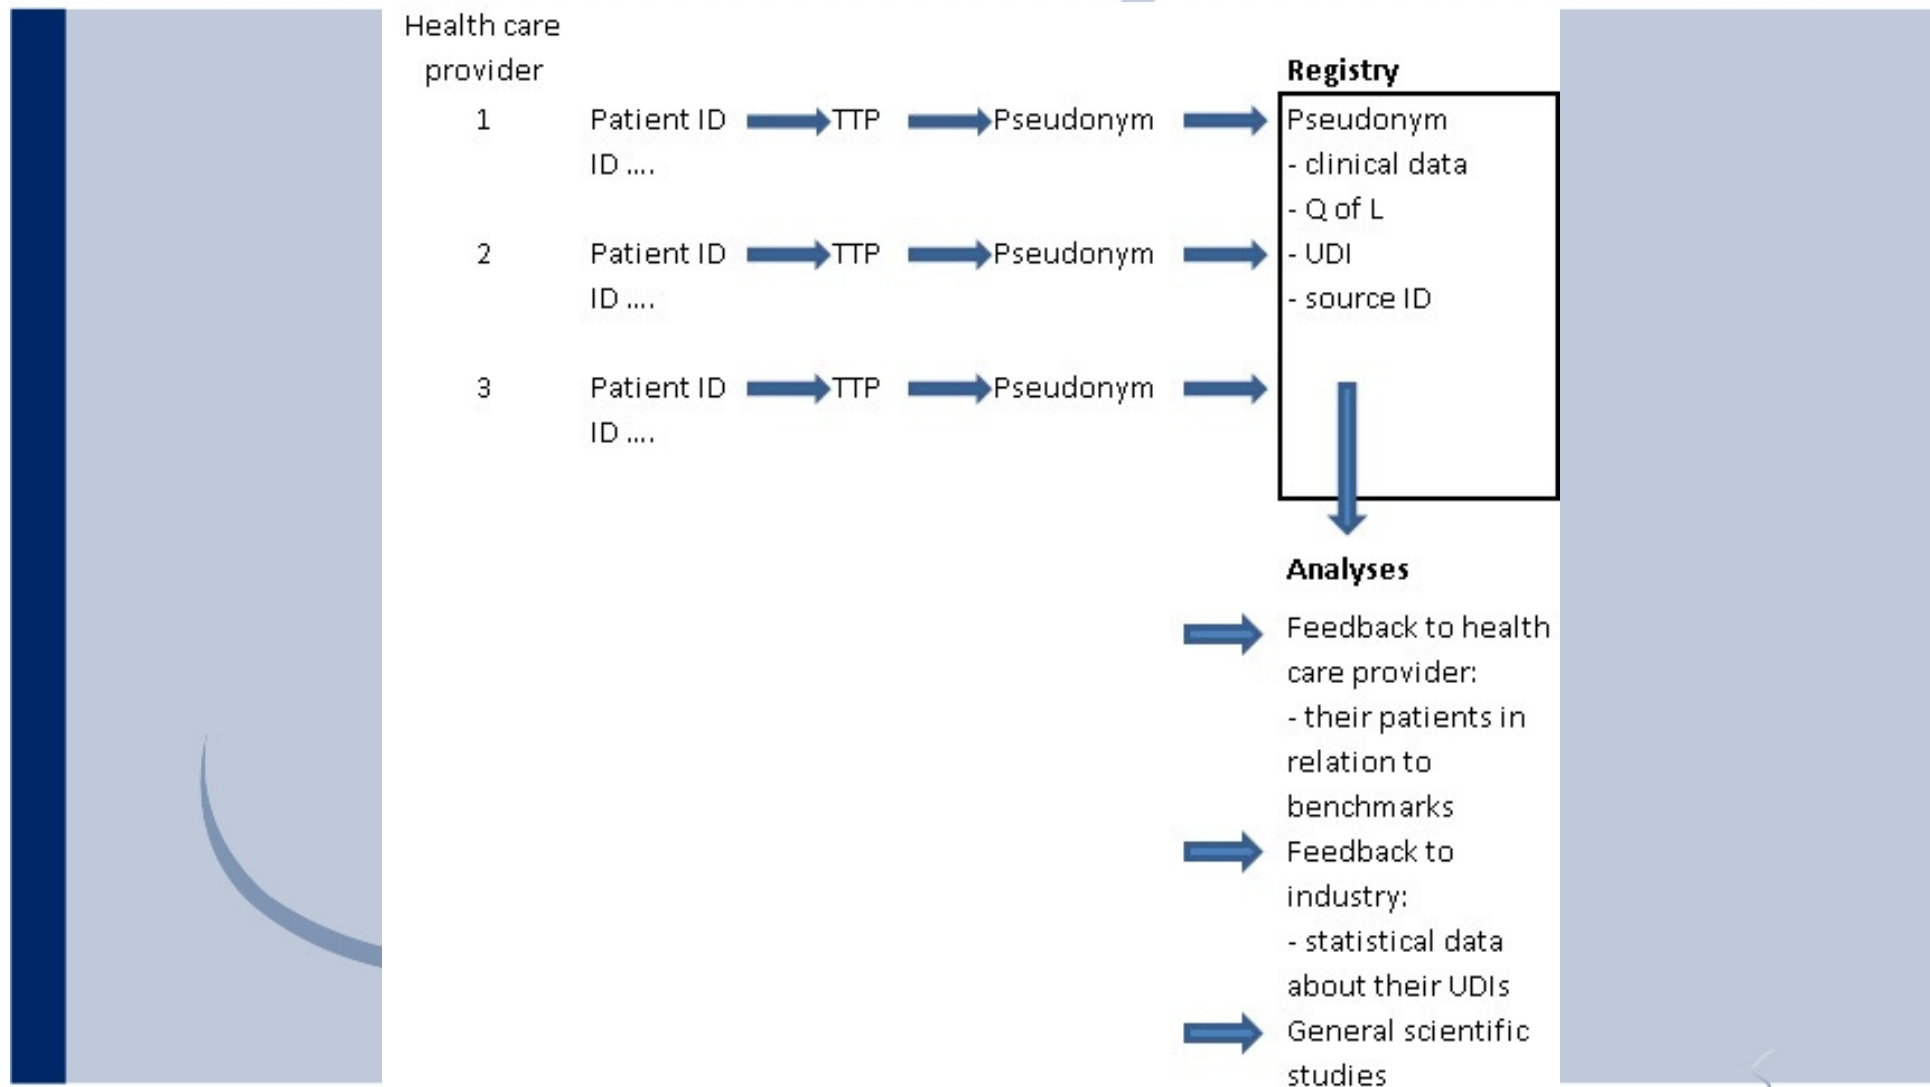 Health care
provider
Registry
1 Patient ID TTP Pseudonym Pseudonym
ID .... - clinical data
- Q of L
2 Patient ID TTP Pseudonym - UDI
ID .... - source ID
3 Patient ID TTP Pseudonym
ID ....
Analyses
Feedback to health
care provider:
- their patients in
relation to
benchmarks
Feedback to
industry:
- statistical data
about their UDIs
General scientific
studies